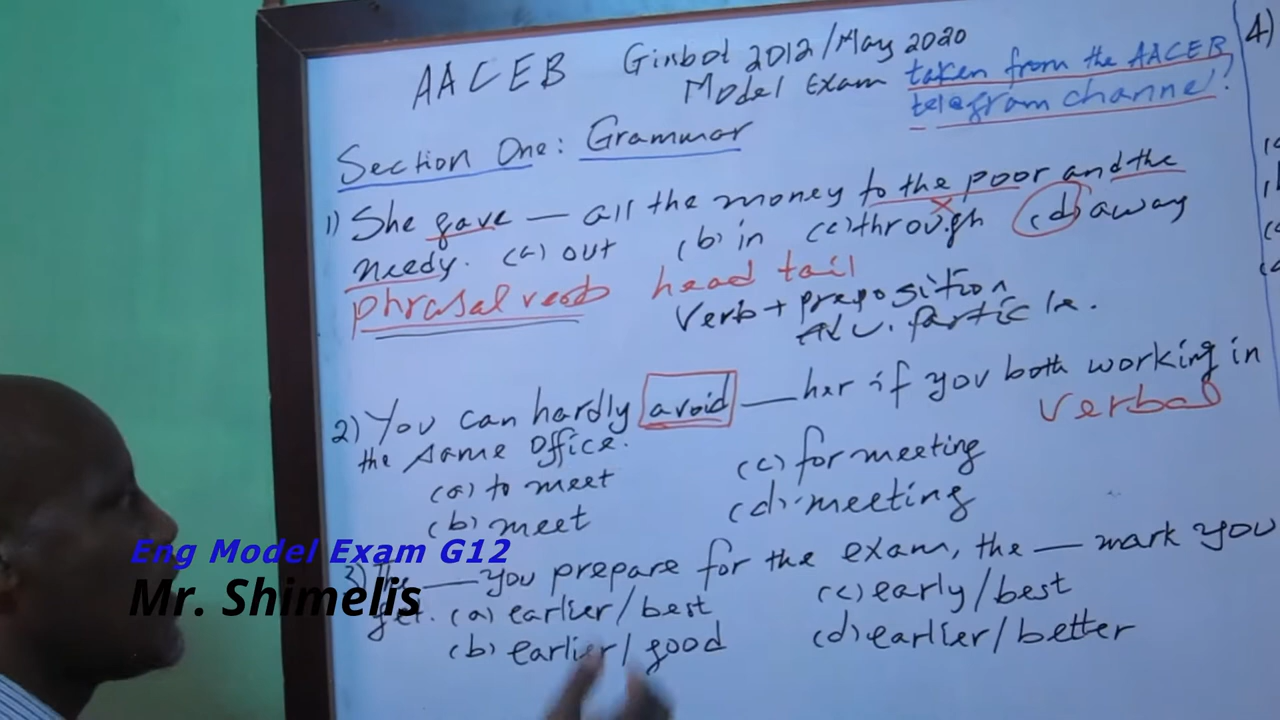 AACEB Ginbot 2012/May 2020
Model Exam taken from the AACEB
telegram channel!
Section One: Grammar
1) She gave — all the money to the poor and the
needy. (a) out (b) in (c) through (d) away
phrasal verb head tail
Verb + preposition
Adv. particle.
2) You can hardly avoid — her if you both working in
Verbal
the same office.
(a) to meet (c) for meeting
(b) meet (d) meeting
3) — you prepare for the exam, the — mark you
get. (a) earlier/best (c) early/best
(b) earlier/good (d) earlier/better
4)
Eng Model Exam G12
Mr. Shimelis